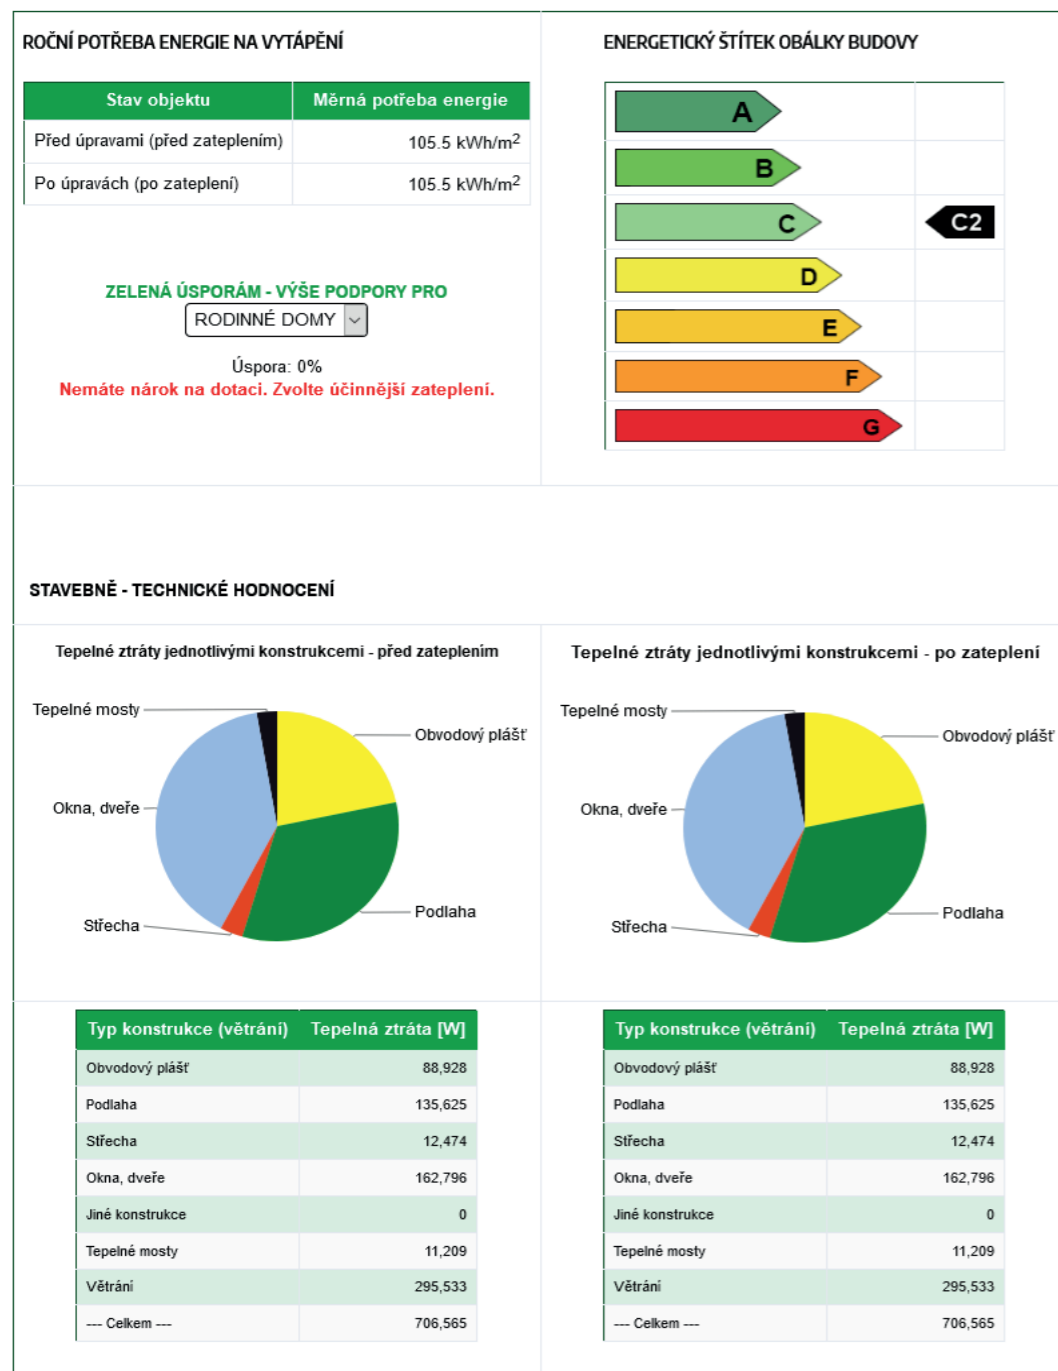 ROČNÍ POTŘEBA ENERGIE NA VYTÁPĚNÍ
Stav objektu Měrná potřeba energie
Před úpravami (před zateplením) 105.5 kWh/m²
Po úpravách (po zateplení) 105.5 kWh/m²
ZELENÁ ÚSPORÁM - VÝŠE PODPORY PRO
RODINNÉ DOMY
Úspora: 0%
Nemáte nárok na dotaci. Zvolte účinnější zateplení.
ENERGETICKÝ ŠTÍTEK OBÁLKY BUDOVY
A
B
C C2
D
E
F
G
STAVEBNĚ - TECHNICKÉ HODNOCENÍ
Tepelné ztráty jednotlivými konstrukcemi - před zateplením
Tepelné mosty
Obvodový plášť
Okna, dveře
Podlaha
Střecha
Tepelné ztráty jednotlivými konstrukcemi - po zateplení
Tepelné mosty
Obvodový plášť
Okna, dveře
Podlaha
Střecha
Typ konstrukce (větrání) Tepelná ztráta [W]
Obvodový plášť 88,928
Podlaha 135,625
Střecha 12,474
Okna, dveře 162,796
Jiné konstrukce 0
Tepelné mosty 11,209
Větrání 295,533
--- Celkem --- 706,565
Typ konstrukce (větrání) Tepelná ztráta [W]
Obvodový plášť 88,928
Podlaha 135,625
Střecha 12,474
Okna, dveře 162,796
Jiné konstrukce 0
Tepelné mosty 11,209
Větrání 295,533
--- Celkem --- 706,565